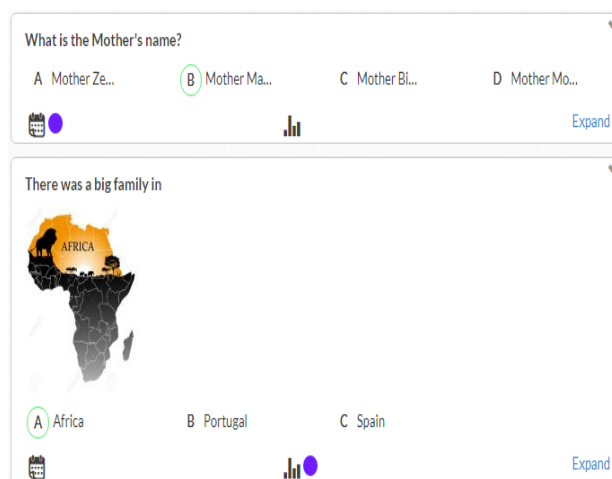 What is the Mother's name?
A Mother Ze... B Mother Ma... C Mother Bi... D Mother Mo...
Expand
There was a big family in
AFRICA
A Africa B Portugal C Spain
Expand